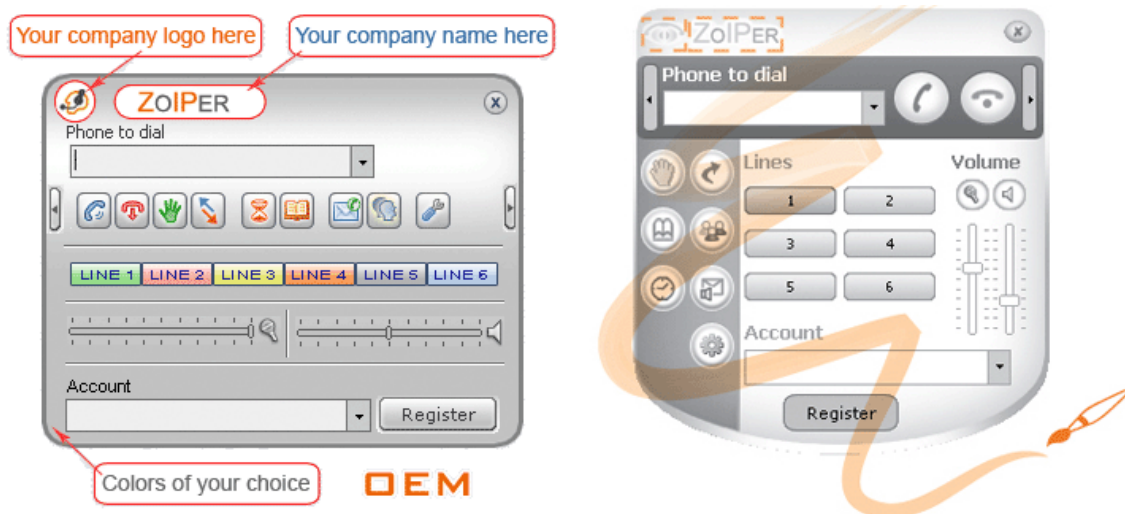 Your company logo here
Your company name here
ZOIPER
Phone to dial
LINE 1
LINE 2
LINE 3
LINE 4
LINE 5
LINE 6
Account
Register
Colors of your choice
OEM
ZOIPER
Phone to dial
Lines
Volume
1
2
3
4
5
6
Account
Register